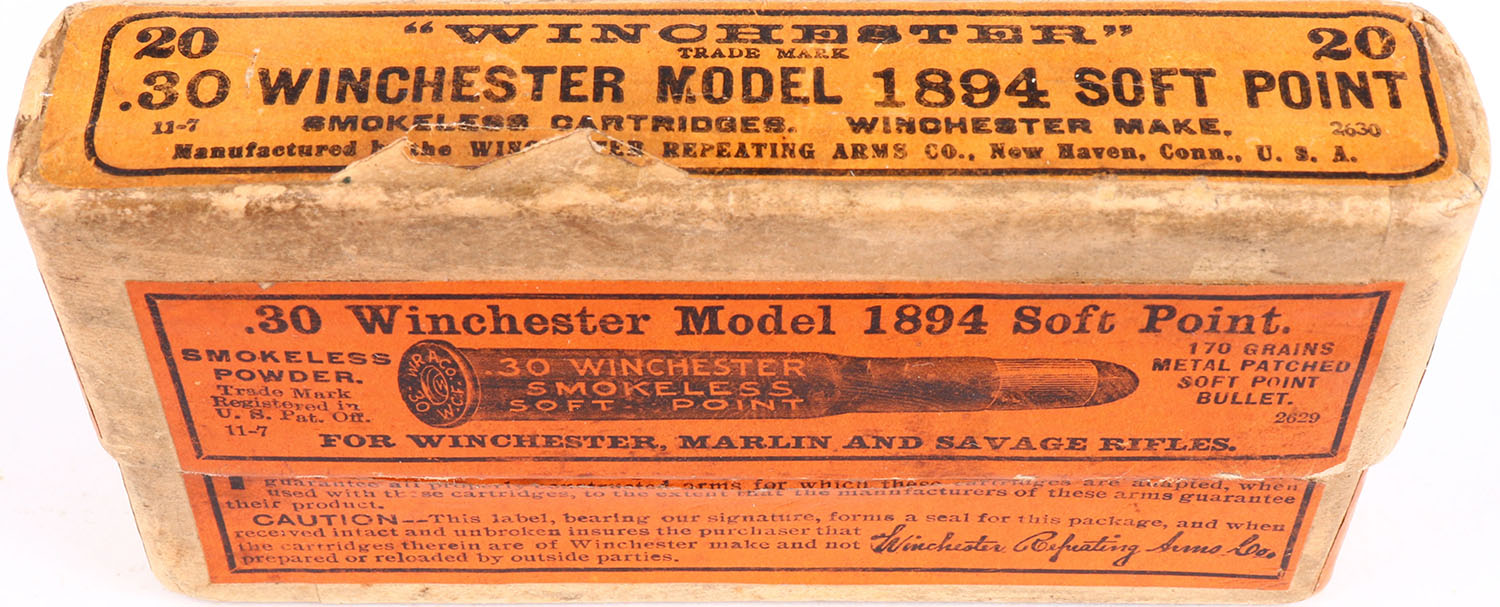 20 "WINCHESTER" 20
TRADE MARK
.30 WINCHESTER MODEL 1894 SOFT POINT
11-7 SMOKELESS CARTRIDGES. WINCHESTER MAKE. 2630
Manufactured the REPEATING ARMS CO., New Haven, Conn., U. S. A.
.30 Winchester Model 1894 Soft Point.
SMOKELESS
POWDER.
Trade Mark
Registered in
U. S. Pat. Off.
11-7
W.R.A.CO.
.30 W.C.F.
.30 WINCHESTER
SMOKELESS
SOFT POINT
170 GRAINS
METAL PATCHED
SOFT POINT
BULLET.
2629
FOR WINCHESTER, MARLIN AND SAVAGE RIFLES.
guarantee all constructed arms for which these cartridges are adapted, when
used with these cartridges, to the extent that the manufacturers of these arms guarantee
their product.
CAUTION--This label, bearing our signature, forms a seal for this package, and when
received intact and unbroken insures the purchaser that
the cartridges therein are of Winchester make and not Winchester Repeating Arms Co.
prepared or reloaded by outside parties.